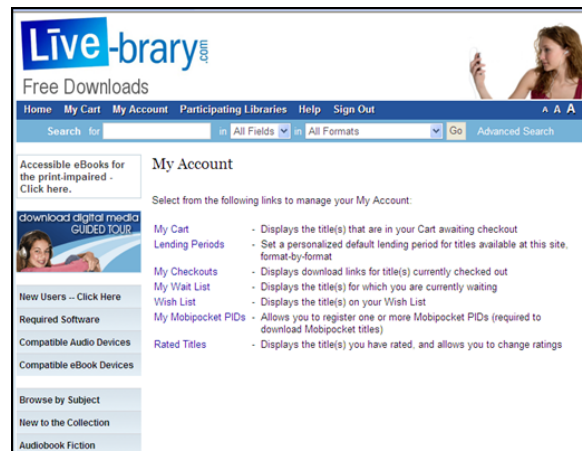 Live-brary.com
Free Downloads
Home My Cart My Account Participating Libraries Help Sign Out A A A
Search for in All Fields in All Formats Go Advanced Search
Accessible eBooks for
the print-impaired -
Click here.
download digital media
GUIDED TOUR
New Users -- Click Here
Required Software
Compatible Audio Devices
Compatible eBook Devices
Browse by Subject
New to the Collection
Audiobook Fiction
My Account
Select from the following links to manage your My Account:
My Cart - Displays the title(s) that are in your Cart awaiting checkout
Lending Periods - Set a personalized default lending period for titles available at this site,
format-by-format
My Checkouts - Displays download links for title(s) currently checked out
My Wait List - Displays the title(s) for which you are currently waiting
Wish List - Displays the title(s) on your Wish List
My Mobipocket PIDs - Allows you to register one or more Mobipocket PIDs (required to
download Mobipocket titles)
Rated Titles - Displays the title(s) you have rated, and allows you to change ratings